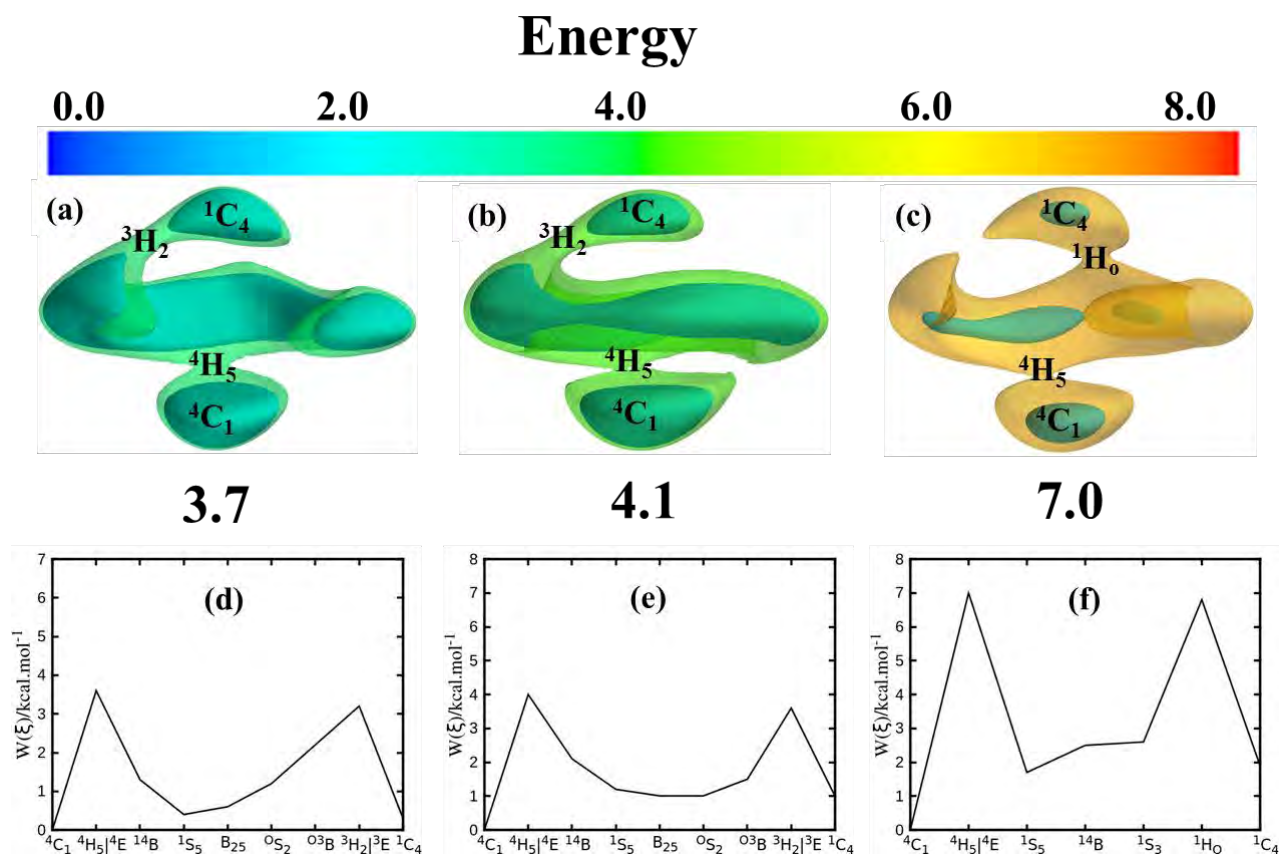 Energy
0.0 2.0 4.0 6.0 8.0
(a) ¹C₄ ³H₂ ⁴H₅ ⁴C₁
(b) ¹C₄ ³H₂ ⁴H₅ ⁴C₁
(c) ¹C₄ ¹Hₒ ⁴H₅ ⁴C₁
3.7 4.1 7.0
(d)
W(ξ)/kcal.mol⁻¹
7
6
5
4
3
2
1
0
⁴C₁ ⁴H₅|⁴E ¹⁴B ¹S₅ B₂₅ ᴼS₂ ᴼ³B ³H₂|³E ¹C₄
(e)
W(ξ)/kcal.mol⁻¹
8
7
6
5
4
3
2
1
0
⁴C₁ ⁴H₅|⁴E ¹⁴B ¹S₅ B₂₅ ᴼS₂ ᴼ³B ³H₂|³E ¹C₄
(f)
W(ξ)/kcal.mol⁻¹
8
7
6
5
4
3
2
1
0
⁴C₁ ⁴H₅|⁴E ¹S₅ ¹⁴B ¹S₃ ¹H₀ ¹C₄